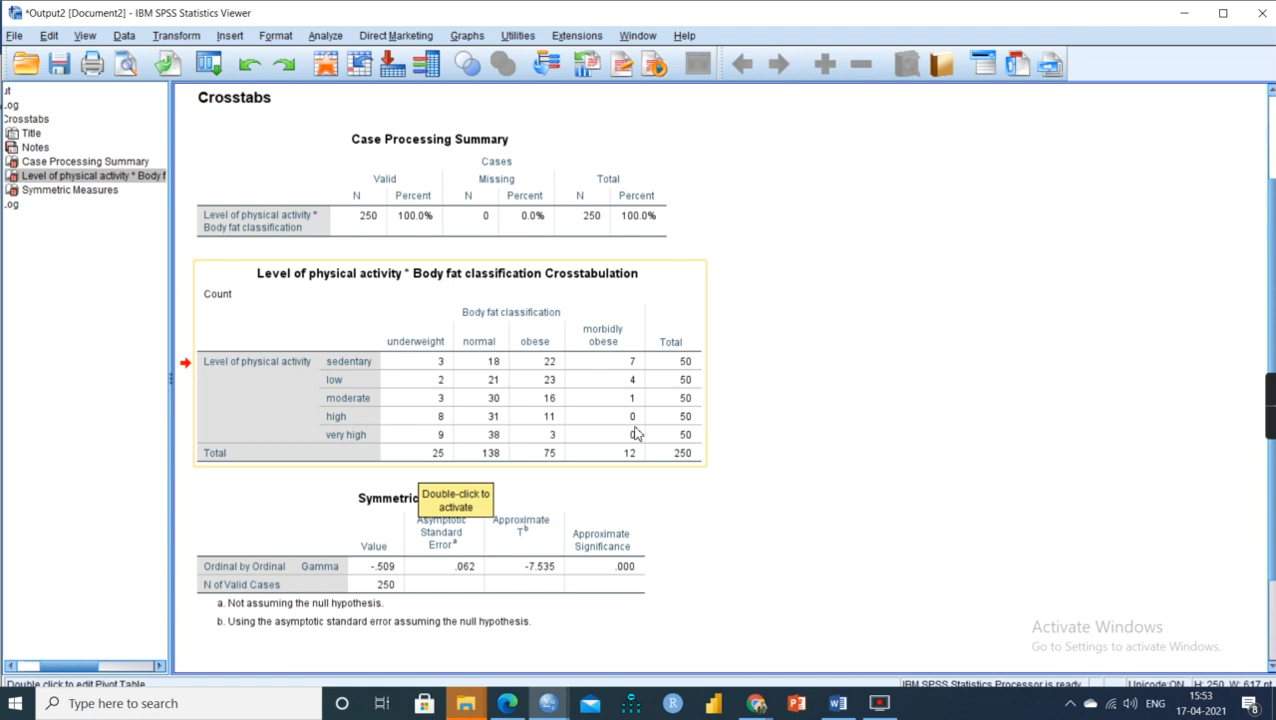 *Output2 [Document2] - IBM SPSS Statistics Viewer
File Edit View Data Transform Insert Format Analyze Direct Marketing Graphs Utilities Extensions Window Help
ut
.og
Crosstabs
Title
Notes
Case Processing Summary
Level of physical activity * Body f
Symmetric Measures
.og
Crosstabs
Case Processing Summary
Cases
Valid Missing Total
N Percent N Percent N Percent
Level of physical activity * Body fat classification 250 100.0% 0 0.0% 250 100.0%
Level of physical activity * Body fat classification Crosstabulation
Count
Body fat classification
underweight normal obese morbidly obese Total
Level of physical activity sedentary 3 18 22 7 50
low 2 21 23 4 50
moderate 3 30 16 1 50
high 8 31 11 0 50
very high 9 38 3 0 50
Total 25 138 75 12 250
Symmetric
Double-click to
activate
Value Asymptotic Standard Error a Approximate T b Approximate Significance
Ordinal by Ordinal Gamma -.509 .062 -7.535 .000
N of Valid Cases 250
a. Not assuming the null hypothesis.
b. Using the asymptotic standard error assuming the null hypothesis.
Activate Windows
Go to Settings to activate Windows.
Double click to edit Pivot Table IBM SPSS Statistics Processor is ready Unicode:ON H: 250, W: 617 pt
Type here to search
ENG
15:53
17-04-2021
8